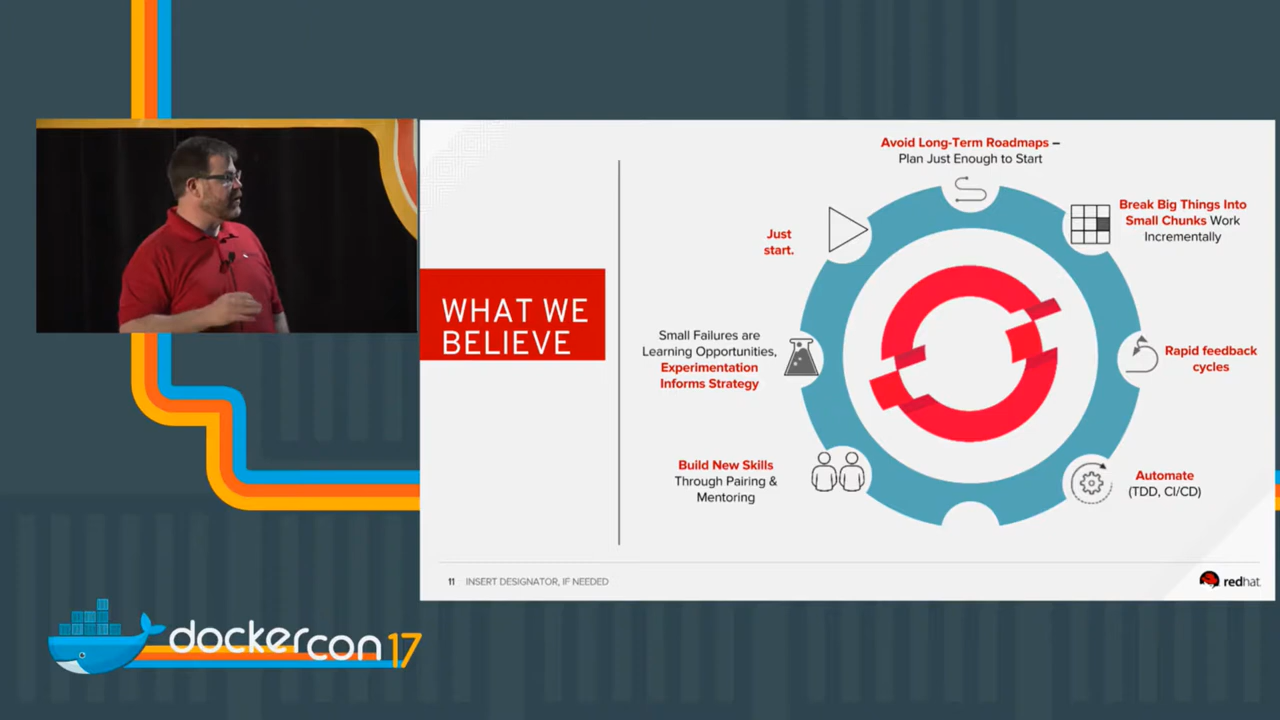 WHAT WE
BELIEVE
Avoid Long-Term Roadmaps –
Plan Just Enough to Start
Break Big Things Into
Small Chunks Work
Incrementally
Rapid feedback
cycles
Automate
(TDD, CI/CD)
Build New Skills
Through Pairing &
Mentoring
Small Failures are
Learning Opportunities,
Experimentation
Informs Strategy
Just
start.
11 INSERT DESIGNATOR, IF NEEDED
redhat
dockercon 17